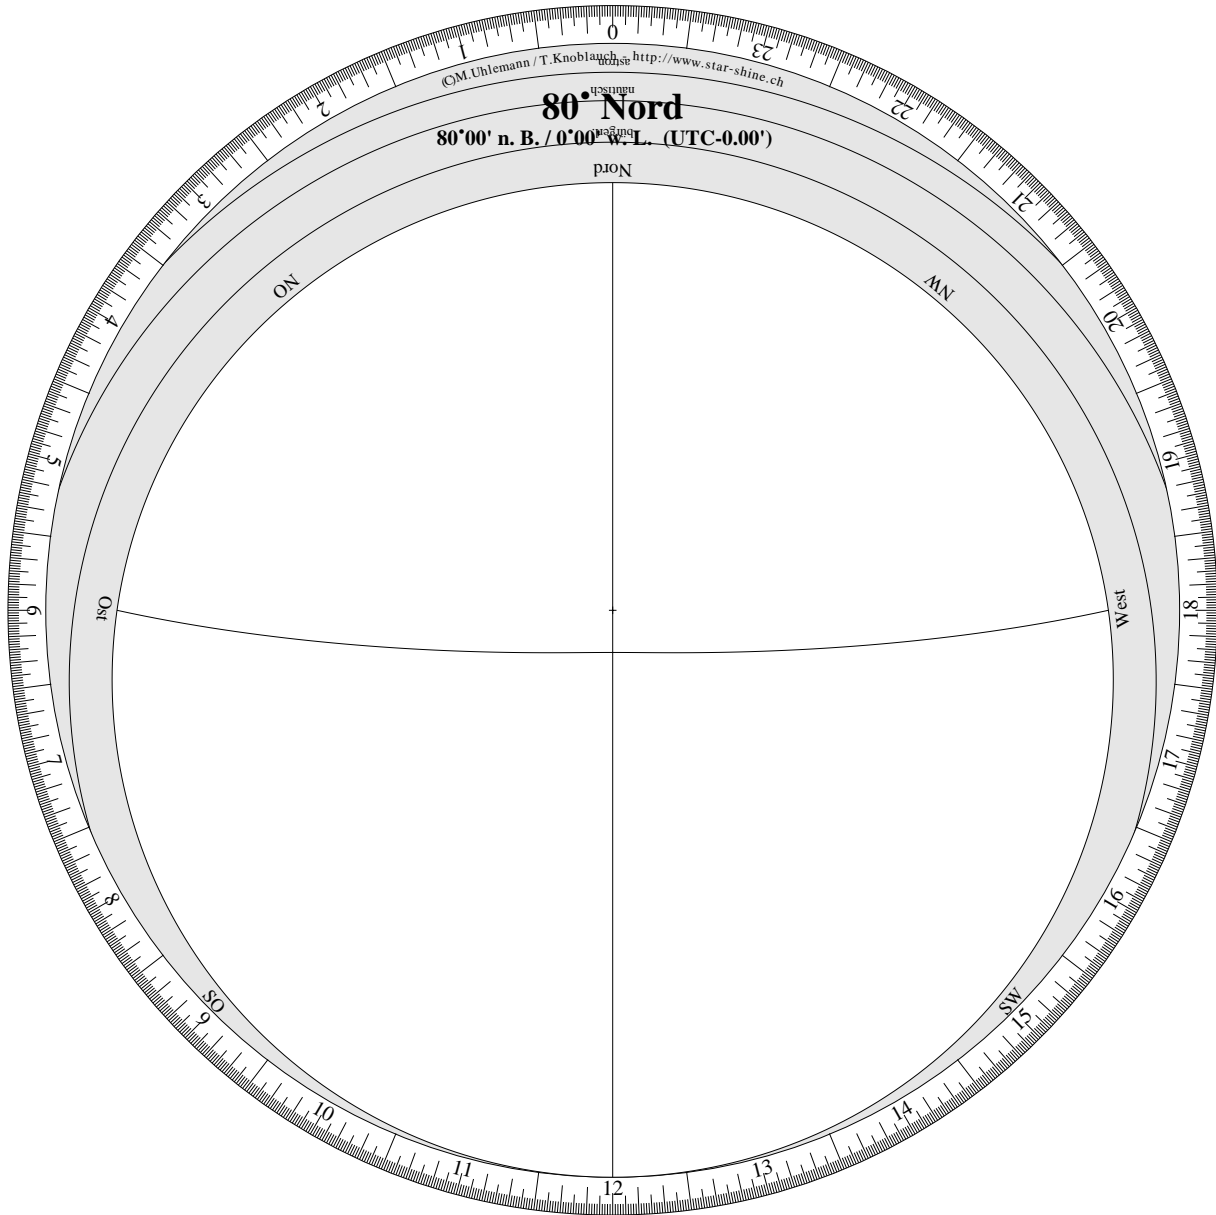 0
23
22
21
20
19
18
17
16
15
14
13
12
11
10
9
8
7
6
5
4
3
2
1
(C)M.Uhlemann / T.Knoblauch - http://www.star-shine.ch
astron
nautisch
80° Nord
bürgerl
80°00' n. B. / 0°00' w. L. (UTC-0.00')
Nord
NO
NW
Ost
West
SO
SW